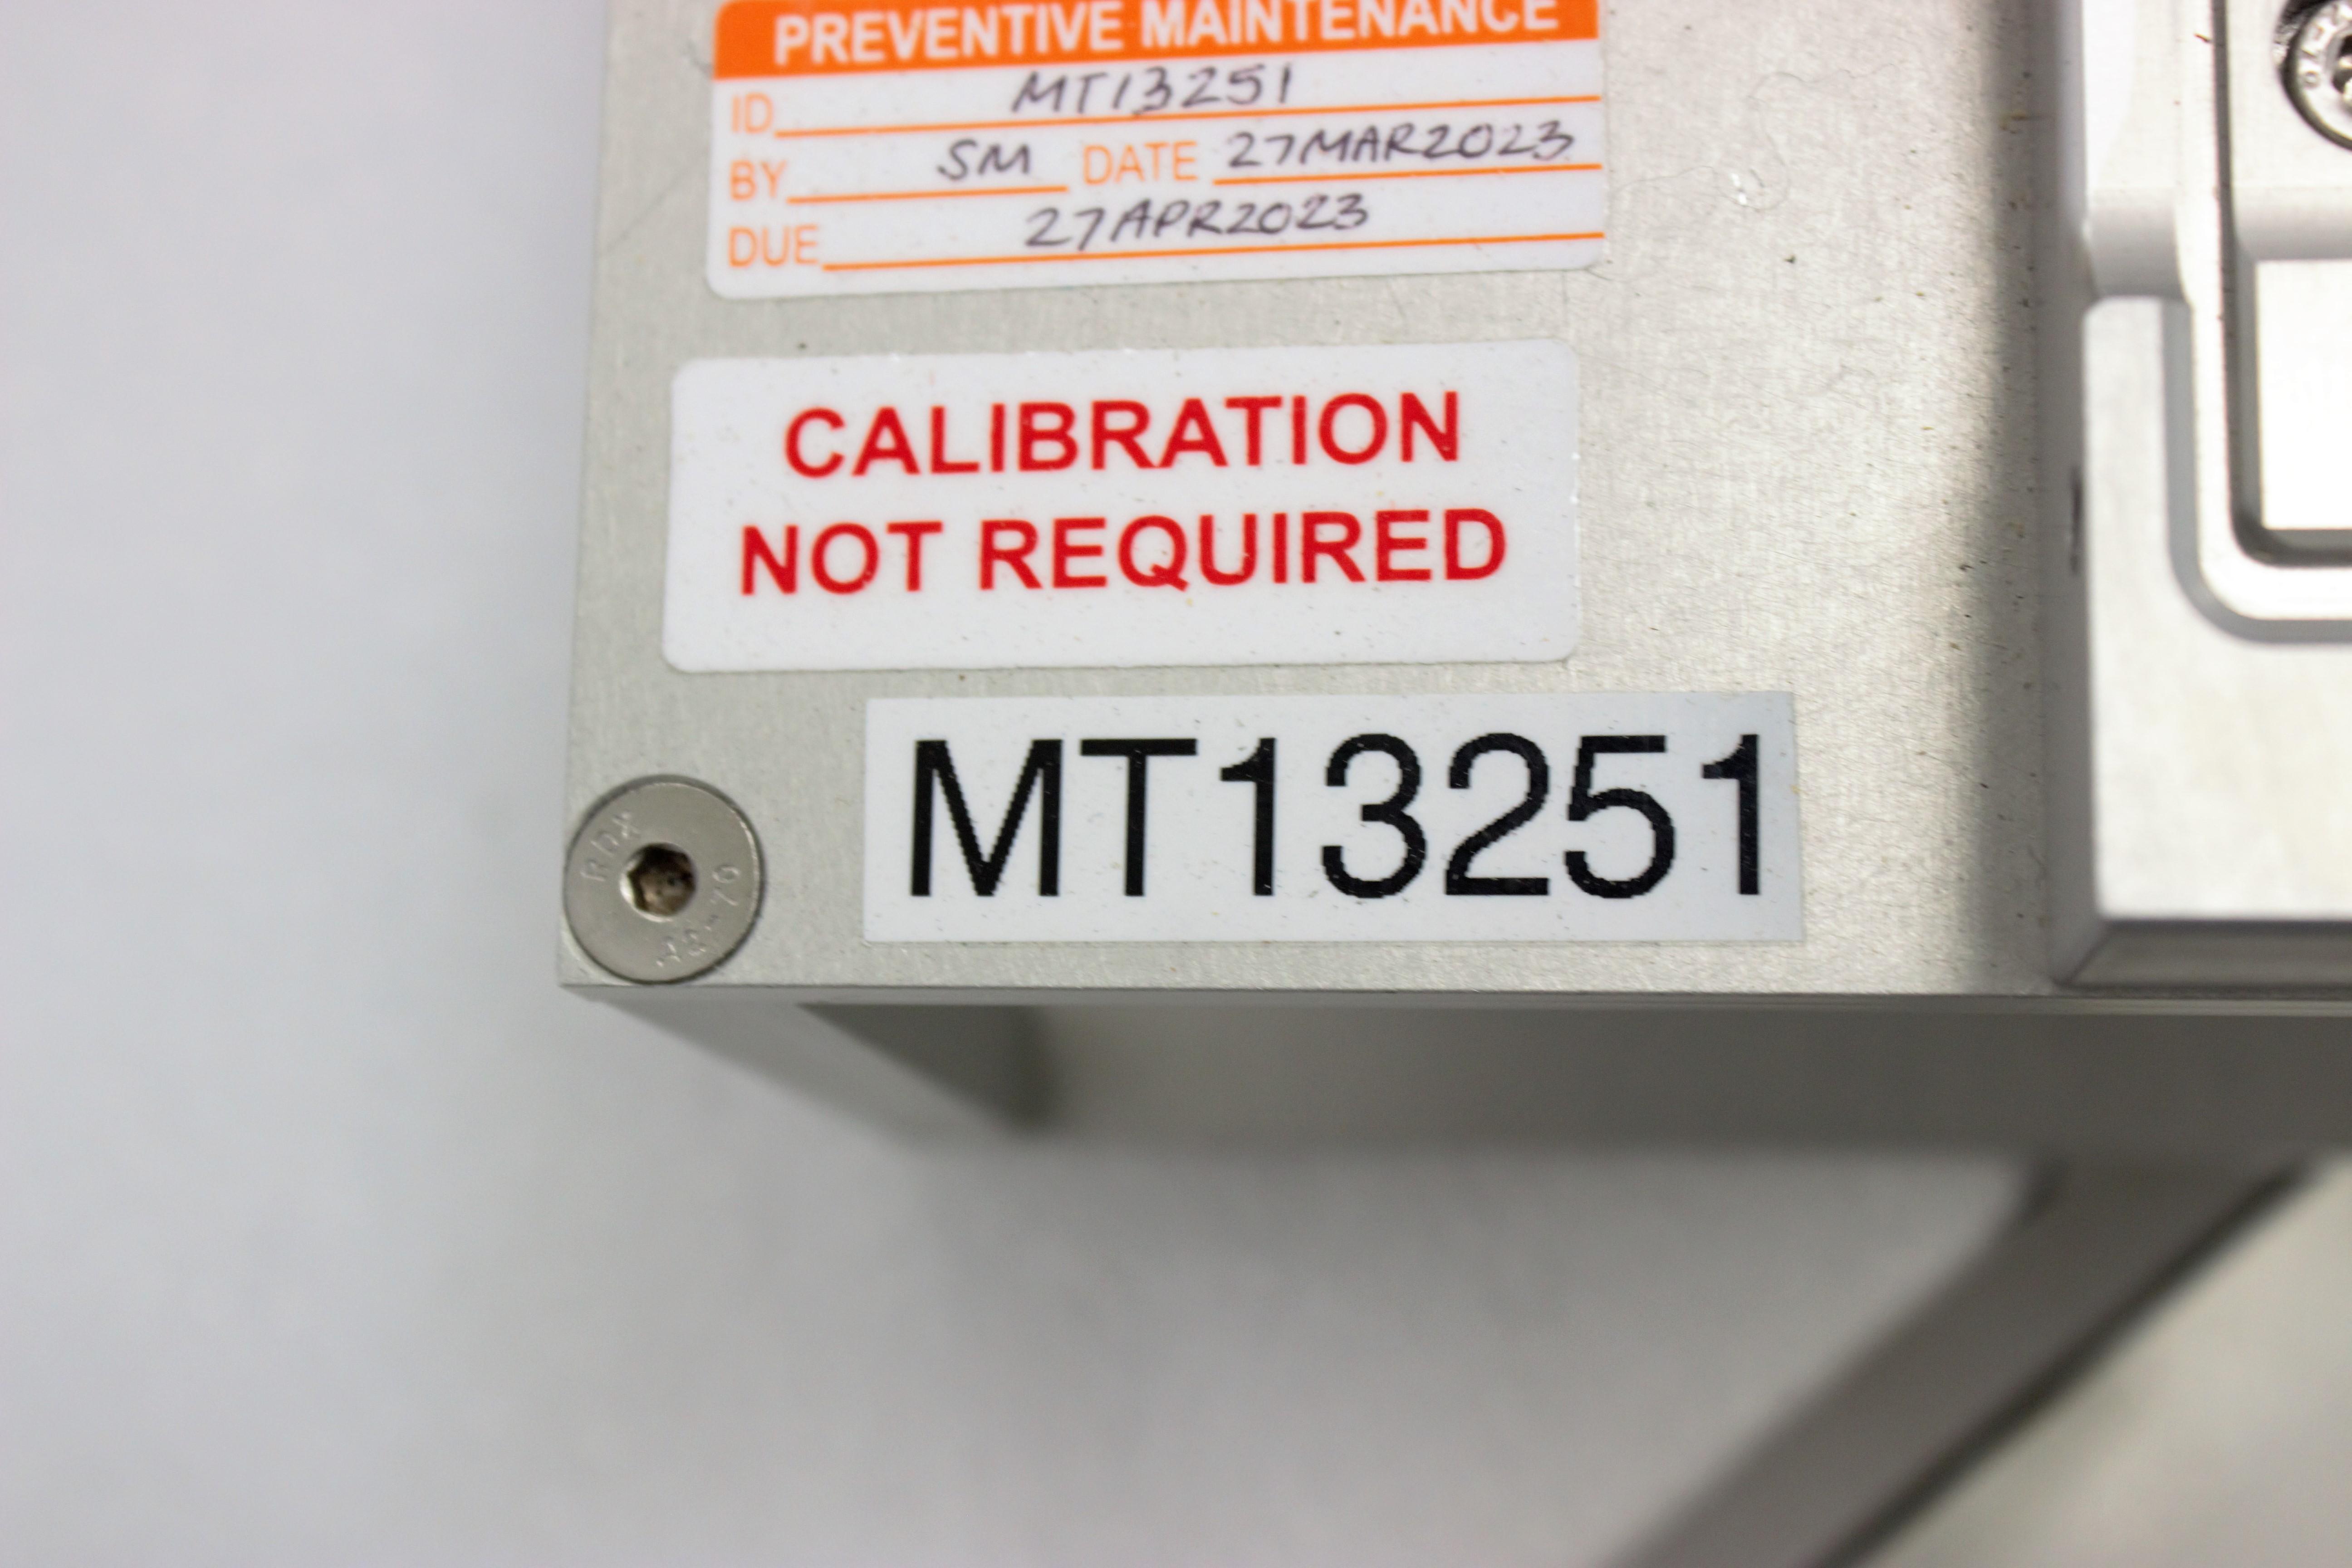 PREVENTIVE MAINTENANCE
ID MT13251
BY SM DATE 27MAR2023
DUE 27APR2023
CALIBRATION
NOT REQUIRED
MT13251